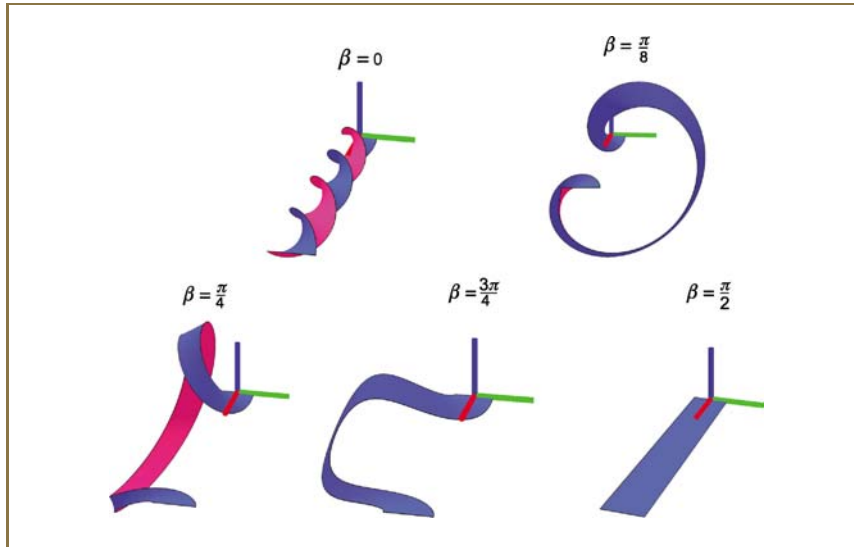 β = 0
β = π/8
β = π/4
β = 3π/4
β = π/2